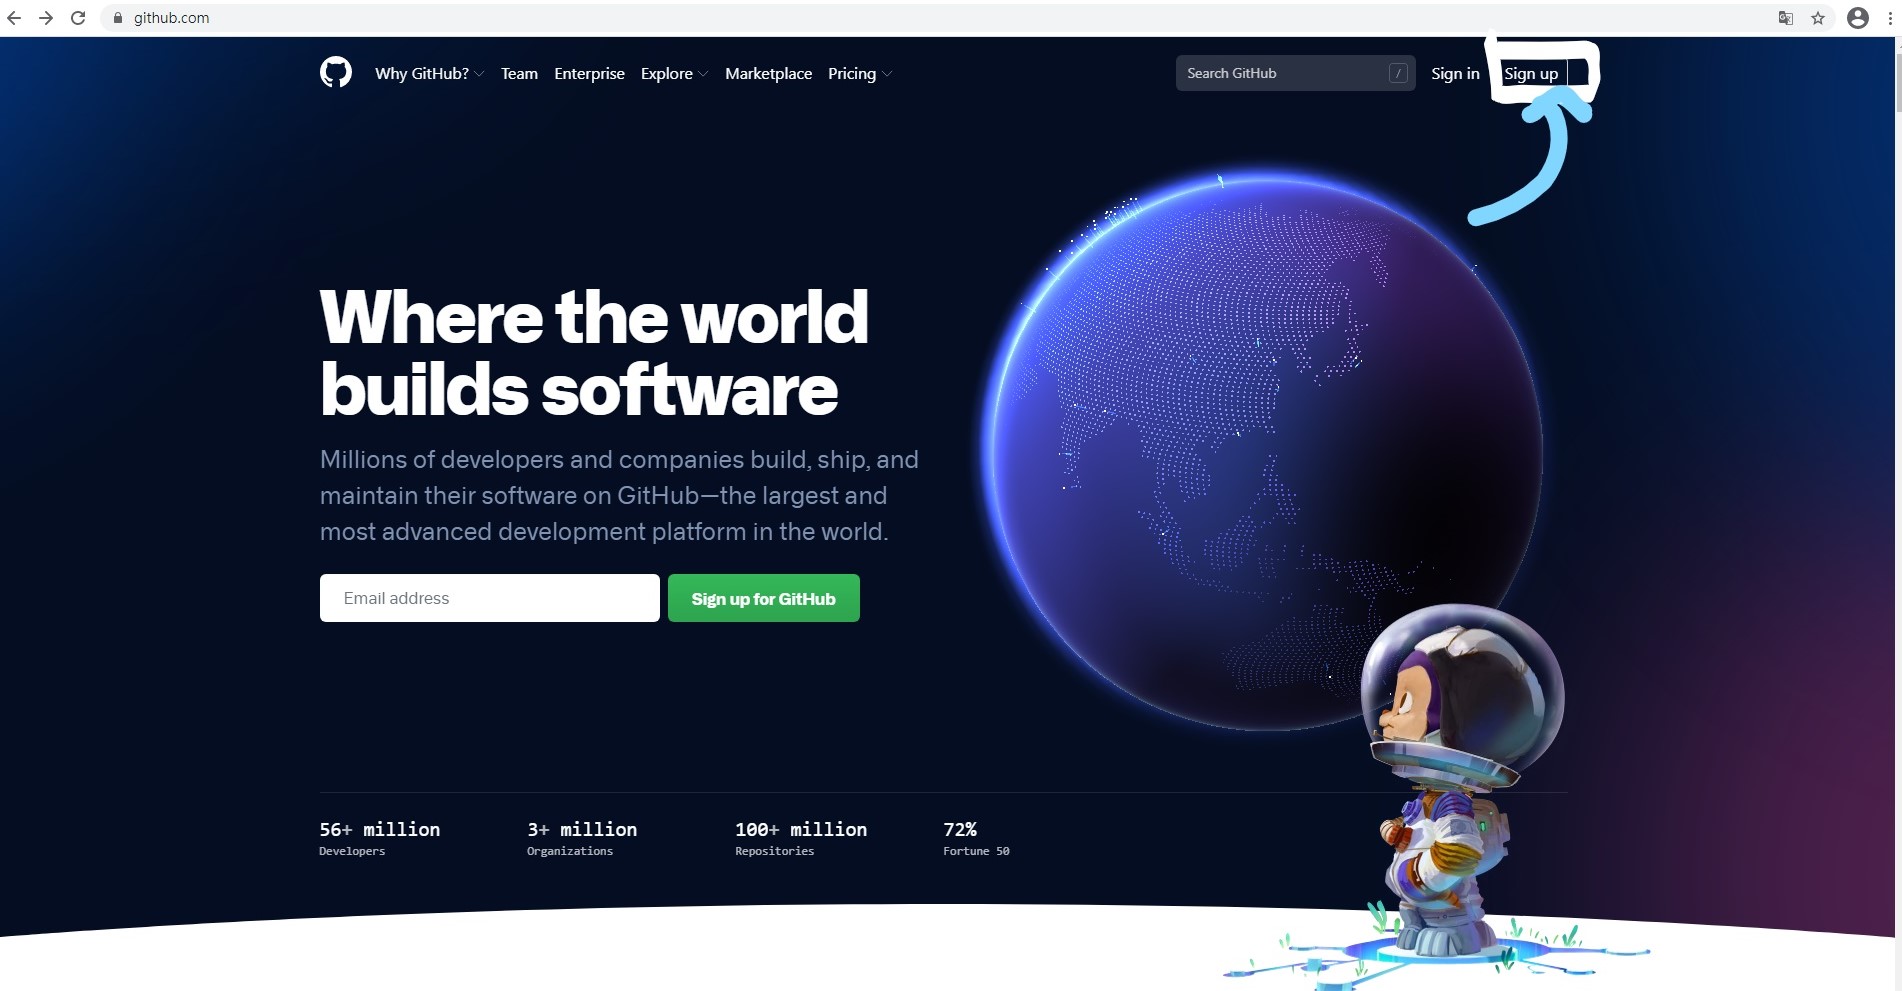 github.com
Why GitHub? Team Enterprise Explore Marketplace Pricing Search GitHub / Sign in Sign up
Where the world
builds software
Millions of developers and companies build, ship, and
maintain their software on GitHub—the largest and
most advanced development platform in the world.
Email address Sign up for GitHub
56+ million 3+ million 100+ million 72%
Developers Organizations Repositories Fortune 50